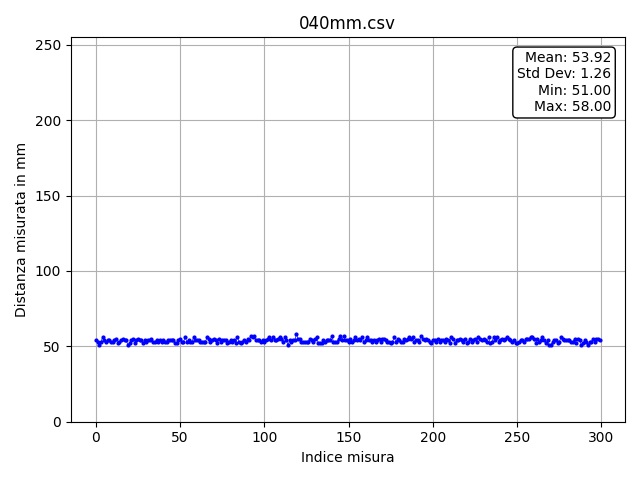 040mm.csv
250
200
150
100
50
0
Distanza misurata in mm
Mean: 53.92
Std Dev: 1.26
Min: 51.00
Max: 58.00
0 50 100 150 200 250 300
Indice misura